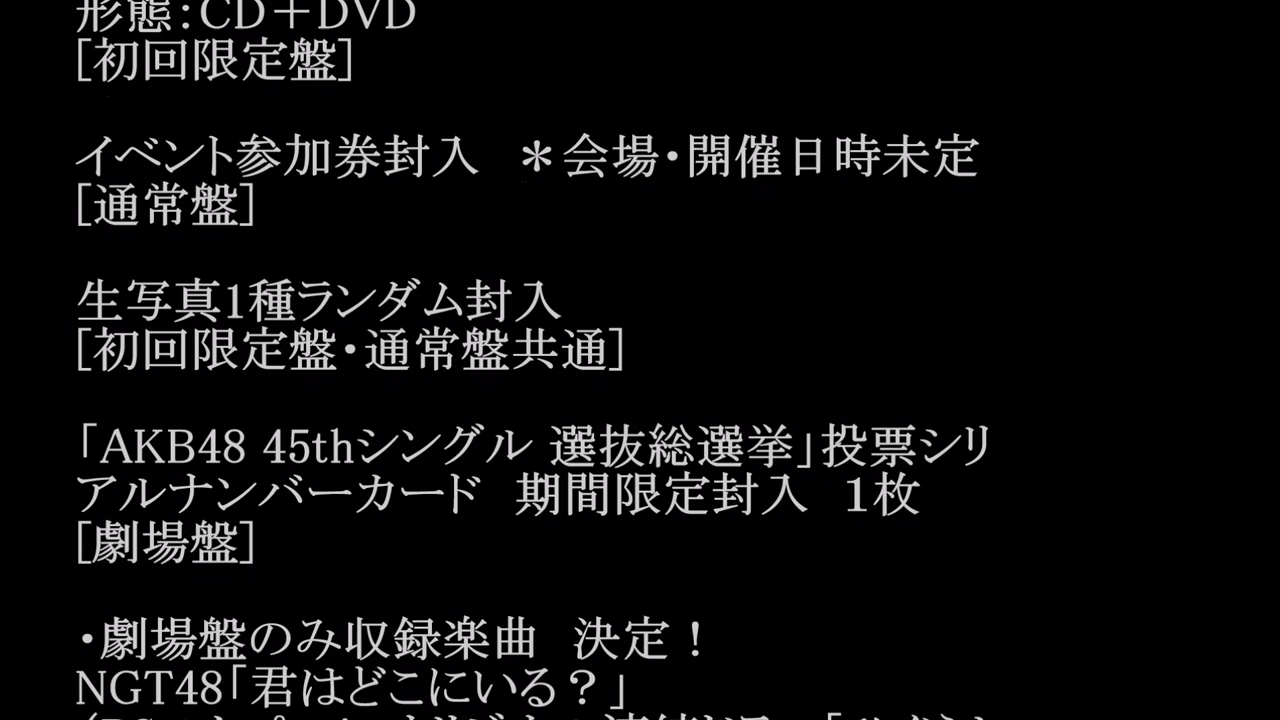 形態：CD＋DVD
[初回限定盤]
イベント参加券封入　＊会場・開催日時未定
[通常盤]
生写真1種ランダム封入
[初回限定盤・通常盤共通]
「AKB48 45thシングル 選抜総選挙」投票シリ
アルナンバーカード　期間限定封入　1枚
[劇場盤]
・劇場盤のみ収録楽曲　決定！
NGT48「君はどこにいる？」